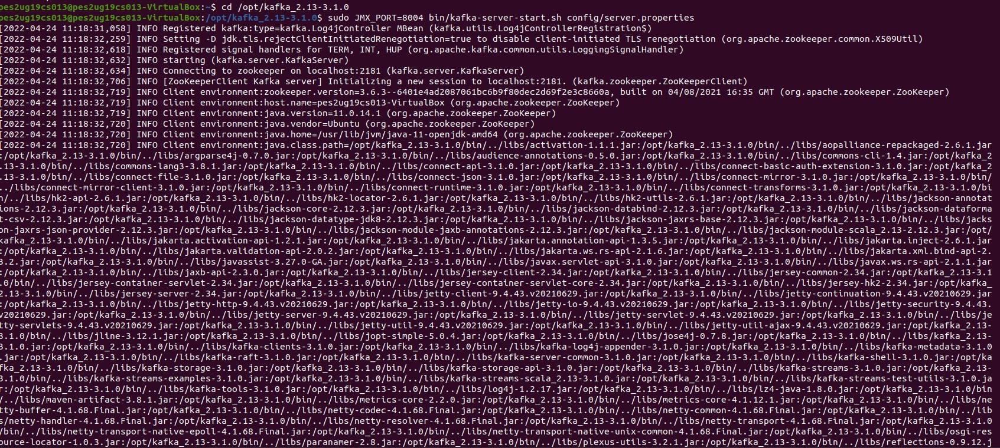 pes2ug19cs013@pes2ug19cs013-VirtualBox:~$ cd /opt/kafka_2.13-3.1.0
pes2ug19cs013@pes2ug19cs013-VirtualBox:/opt/kafka_2.13-3.1.0$ sudo JMX_PORT=8004 bin/kafka-server-start.sh config/server.properties
[2022-04-24 11:18:31,058] INFO Registered kafka:type=kafka.Log4jController MBean (kafka.utils.Log4jControllerRegistration$)
[2022-04-24 11:18:32,259] INFO Setting -D jdk.tls.rejectClientInitiatedRenegotiation=true to disable client-initiated TLS renegotiation (org.apache.zookeeper.common.X509Util)
[2022-04-24 11:18:32,618] INFO Registered signal handlers for TERM, INT, HUP (org.apache.kafka.common.utils.LoggingSignalHandler)
[2022-04-24 11:18:32,632] INFO starting (kafka.server.KafkaServer)
[2022-04-24 11:18:32,634] INFO Connecting to zookeeper on localhost:2181 (kafka.server.KafkaServer)
[2022-04-24 11:18:32,706] INFO [ZooKeeperClient Kafka server] Initializing a new session to localhost:2181. (kafka.zookeeper.ZooKeeperClient)
[2022-04-24 11:18:32,719] INFO Client environment:zookeeper.version=3.6.3--6401e4ad2087061bc6b9f80dec2d69f2e3c8660a, built on 04/08/2021 16:35 GMT (org.apache.zookeeper.ZooKeeper)
[2022-04-24 11:18:32,719] INFO Client environment:host.name=pes2ug19cs013-VirtualBox (org.apache.zookeeper.ZooKeeper)
[2022-04-24 11:18:32,719] INFO Client environment:java.version=11.0.14.1 (org.apache.zookeeper.ZooKeeper)
[2022-04-24 11:18:32,720] INFO Client environment:java.vendor=Ubuntu (org.apache.zookeeper.ZooKeeper)
[2022-04-24 11:18:32,720] INFO Client environment:java.home=/usr/lib/jvm/java-11-openjdk-amd64 (org.apache.zookeeper.ZooKeeper)
[2022-04-24 11:18:32,720] INFO Client environment:java.class.path=/opt/kafka_2.13-3.1.0/bin/../libs/activation-1.1.1.jar:/opt/kafka_2.13-3.1.0/bin/../libs/aopalliance-repackaged-2.6.1.jar
:/opt/kafka_2.13-3.1.0/bin/../libs/argparse4j-0.7.0.jar:/opt/kafka_2.13-3.1.0/bin/../libs/audience-annotations-0.5.0.jar:/opt/kafka_2.13-3.1.0/bin/../libs/commons-cli-1.4.jar:/opt/kafka_2
.13-3.1.0/bin/../libs/commons-lang3-3.8.1.jar:/opt/kafka_2.13-3.1.0/bin/../libs/connect-api-3.1.0.jar:/opt/kafka_2.13-3.1.0/bin/../libs/connect-basic-auth-extension-3.1.0.jar:/opt/kafka_2
.13-3.1.0/bin/../libs/connect-file-3.1.0.jar:/opt/kafka_2.13-3.1.0/bin/../libs/connect-json-3.1.0.jar:/opt/kafka_2.13-3.1.0/bin/../libs/connect-mirror-3.1.0.jar:/opt/kafka_2.13-3.1.0/bin/
../libs/connect-mirror-client-3.1.0.jar:/opt/kafka_2.13-3.1.0/bin/../libs/connect-runtime-3.1.0.jar:/opt/kafka_2.13-3.1.0/bin/../libs/connect-transforms-3.1.0.jar:/opt/kafka_2.13-3.1.0/bi
n/../libs/hk2-api-2.6.1.jar:/opt/kafka_2.13-3.1.0/bin/../libs/hk2-locator-2.6.1.jar:/opt/kafka_2.13-3.1.0/bin/../libs/hk2-utils-2.6.1.jar:/opt/kafka_2.13-3.1.0/bin/../libs/jackson-annotat
ions-2.12.3.jar:/opt/kafka_2.13-3.1.0/bin/../libs/jackson-core-2.12.3.jar:/opt/kafka_2.13-3.1.0/bin/../libs/jackson-databind-2.12.3.jar:/opt/kafka_2.13-3.1.0/bin/../libs/jackson-dataforma
t-csv-2.12.3.jar:/opt/kafka_2.13-3.1.0/bin/../libs/jackson-datatype-jdk8-2.12.3.jar:/opt/kafka_2.13-3.1.0/bin/../libs/jackson-jaxrs-base-2.12.3.jar:/opt/kafka_2.13-3.1.0/bin/../libs/jacks
on-jaxrs-json-provider-2.12.3.jar:/opt/kafka_2.13-3.1.0/bin/../libs/jackson-module-jaxb-annotations-2.12.3.jar:/opt/kafka_2.13-3.1.0/bin/../libs/jackson-module-scala_2.13-2.12.3.jar:/opt/
kafka_2.13-3.1.0/bin/../libs/jakarta.activation-api-1.2.1.jar:/opt/kafka_2.13-3.1.0/bin/../libs/jakarta.annotation-api-1.3.5.jar:/opt/kafka_2.13-3.1.0/bin/../libs/jakarta.inject-2.6.1.jar
:/opt/kafka_2.13-3.1.0/bin/../libs/jakarta.validation-api-2.0.2.jar:/opt/kafka_2.13-3.1.0/bin/../libs/jakarta.ws.rs-api-2.1.6.jar:/opt/kafka_2.13-3.1.0/bin/../libs/jakarta.xml.bind-api-2.
3.2.jar:/opt/kafka_2.13-3.1.0/bin/../libs/javassist-3.27.0-GA.jar:/opt/kafka_2.13-3.1.0/bin/../libs/javax.servlet-api-3.1.0.jar:/opt/kafka_2.13-3.1.0/bin/../libs/javax.ws.rs-api-2.1.1.jar
:/opt/kafka_2.13-3.1.0/bin/../libs/jaxb-api-2.3.0.jar:/opt/kafka_2.13-3.1.0/bin/../libs/jersey-client-2.34.jar:/opt/kafka_2.13-3.1.0/bin/../libs/jersey-common-2.34.jar:/opt/kafka_2.13-3.1
.0/bin/../libs/jersey-container-servlet-2.34.jar:/opt/kafka_2.13-3.1.0/bin/../libs/jersey-container-servlet-core-2.34.jar:/opt/kafka_2.13-3.1.0/bin/../libs/jersey-hk2-2.34.jar:/opt/kafka_
2.13-3.1.0/bin/../libs/jersey-server-2.34.jar:/opt/kafka_2.13-3.1.0/bin/../libs/jetty-client-9.4.43.v20210629.jar:/opt/kafka_2.13-3.1.0/bin/../libs/jetty-continuation-9.4.43.v20210629.jar
:/opt/kafka_2.13-3.1.0/bin/../libs/jetty-http-9.4.43.v20210629.jar:/opt/kafka_2.13-3.1.0/bin/../libs/jetty-io-9.4.43.v20210629.jar:/opt/kafka_2.13-3.1.0/bin/../libs/jetty-security-9.4.43.
v20210629.jar:/opt/kafka_2.13-3.1.0/bin/../libs/jetty-server-9.4.43.v20210629.jar:/opt/kafka_2.13-3.1.0/bin/../libs/jetty-servlet-9.4.43.v20210629.jar:/opt/kafka_2.13-3.1.0/bin/../libs/je
tty-servlets-9.4.43.v20210629.jar:/opt/kafka_2.13-3.1.0/bin/../libs/jetty-util-9.4.43.v20210629.jar:/opt/kafka_2.13-3.1.0/bin/../libs/jetty-util-ajax-9.4.43.v20210629.jar:/opt/kafka_2.13-
3.1.0/bin/../libs/jline-3.12.1.jar:/opt/kafka_2.13-3.1.0/bin/../libs/jopt-simple-5.0.4.jar:/opt/kafka_2.13-3.1.0/bin/../libs/jose4j-0.7.8.jar:/opt/kafka_2.13-3.1.0/bin/../libs/kafka_2.13-
3.1.0.jar:/opt/kafka_2.13-3.1.0/bin/../libs/kafka-clients-3.1.0.jar:/opt/kafka_2.13-3.1.0/bin/../libs/kafka-log4j-appender-3.1.0.jar:/opt/kafka_2.13-3.1.0/bin/../libs/kafka-metadata-3.1.0
.jar:/opt/kafka_2.13-3.1.0/bin/../libs/kafka-raft-3.1.0.jar:/opt/kafka_2.13-3.1.0/bin/../libs/kafka-server-common-3.1.0.jar:/opt/kafka_2.13-3.1.0/bin/../libs/kafka-shell-3.1.0.jar:/opt/ka
fka_2.13-3.1.0/bin/../libs/kafka-storage-3.1.0.jar:/opt/kafka_2.13-3.1.0/bin/../libs/kafka-storage-api-3.1.0.jar:/opt/kafka_2.13-3.1.0/bin/../libs/kafka-streams-3.1.0.jar:/opt/kafka_2.13-
3.1.0/bin/../libs/kafka-streams-examples-3.1.0.jar:/opt/kafka_2.13-3.1.0/bin/../libs/kafka-streams-scala_2.13-3.1.0.jar:/opt/kafka_2.13-3.1.0/bin/../libs/kafka-streams-test-utils-3.1.0.ja
r:/opt/kafka_2.13-3.1.0/bin/../libs/kafka-tools-3.1.0.jar:/opt/kafka_2.13-3.1.0/bin/../libs/log4j-1.2.17.jar:/opt/kafka_2.13-3.1.0/bin/../libs/lz4-java-1.8.0.jar:/opt/kafka_2.13-3.1.0/bin
/../libs/maven-artifact-3.8.1.jar:/opt/kafka_2.13-3.1.0/bin/../libs/metrics-core-2.2.0.jar:/opt/kafka_2.13-3.1.0/bin/../libs/metrics-core-4.1.12.1.jar:/opt/kafka_2.13-3.1.0/bin/../libs/ne
tty-buffer-4.1.68.Final.jar:/opt/kafka_2.13-3.1.0/bin/../libs/netty-codec-4.1.68.Final.jar:/opt/kafka_2.13-3.1.0/bin/../libs/netty-common-4.1.68.Final.jar:/opt/kafka_2.13-3.1.0/bin/../lib
s/netty-handler-4.1.68.Final.jar:/opt/kafka_2.13-3.1.0/bin/../libs/netty-resolver-4.1.68.Final.jar:/opt/kafka_2.13-3.1.0/bin/../libs/netty-transport-4.1.68.Final.jar:/opt/kafka_2.13-3.1.0
/bin/../libs/netty-transport-native-epoll-4.1.68.Final.jar:/opt/kafka_2.13-3.1.0/bin/../libs/netty-transport-native-unix-common-4.1.68.Final.jar:/opt/kafka_2.13-3.1.0/bin/../libs/osgi-res
ource-locator-1.0.3.jar:/opt/kafka_2.13-3.1.0/bin/../libs/paranamer-2.8.jar:/opt/kafka_2.13-3.1.0/bin/../libs/plexus-utils-3.2.1.jar:/opt/kafka_2.13-3.1.0/bin/../libs/reflections-0.9.12.j